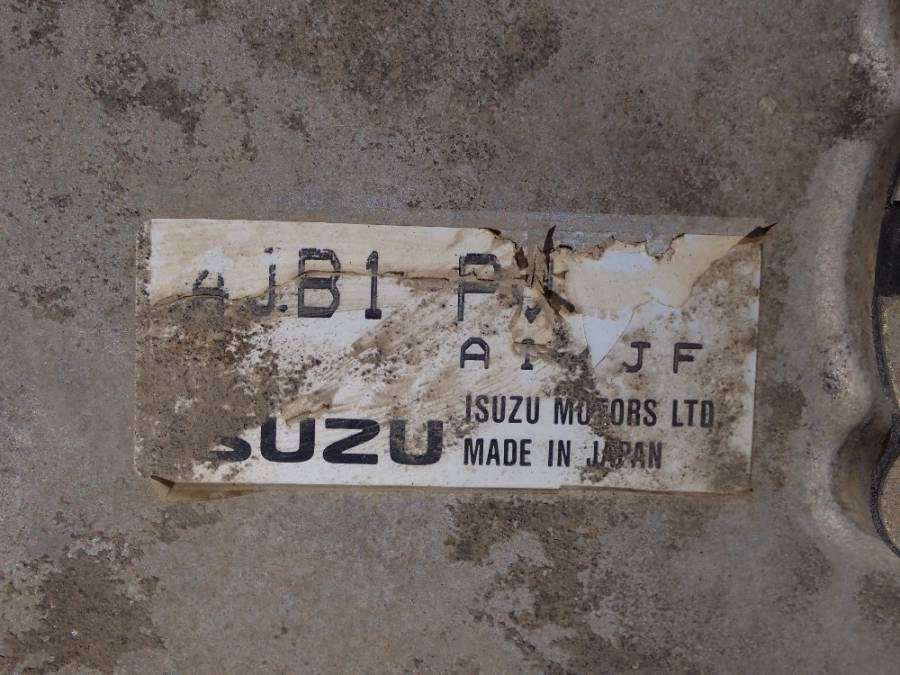 4JB1
JF
ISUZU
ISUZU MOTORS LTD.
MADE IN JAPAN